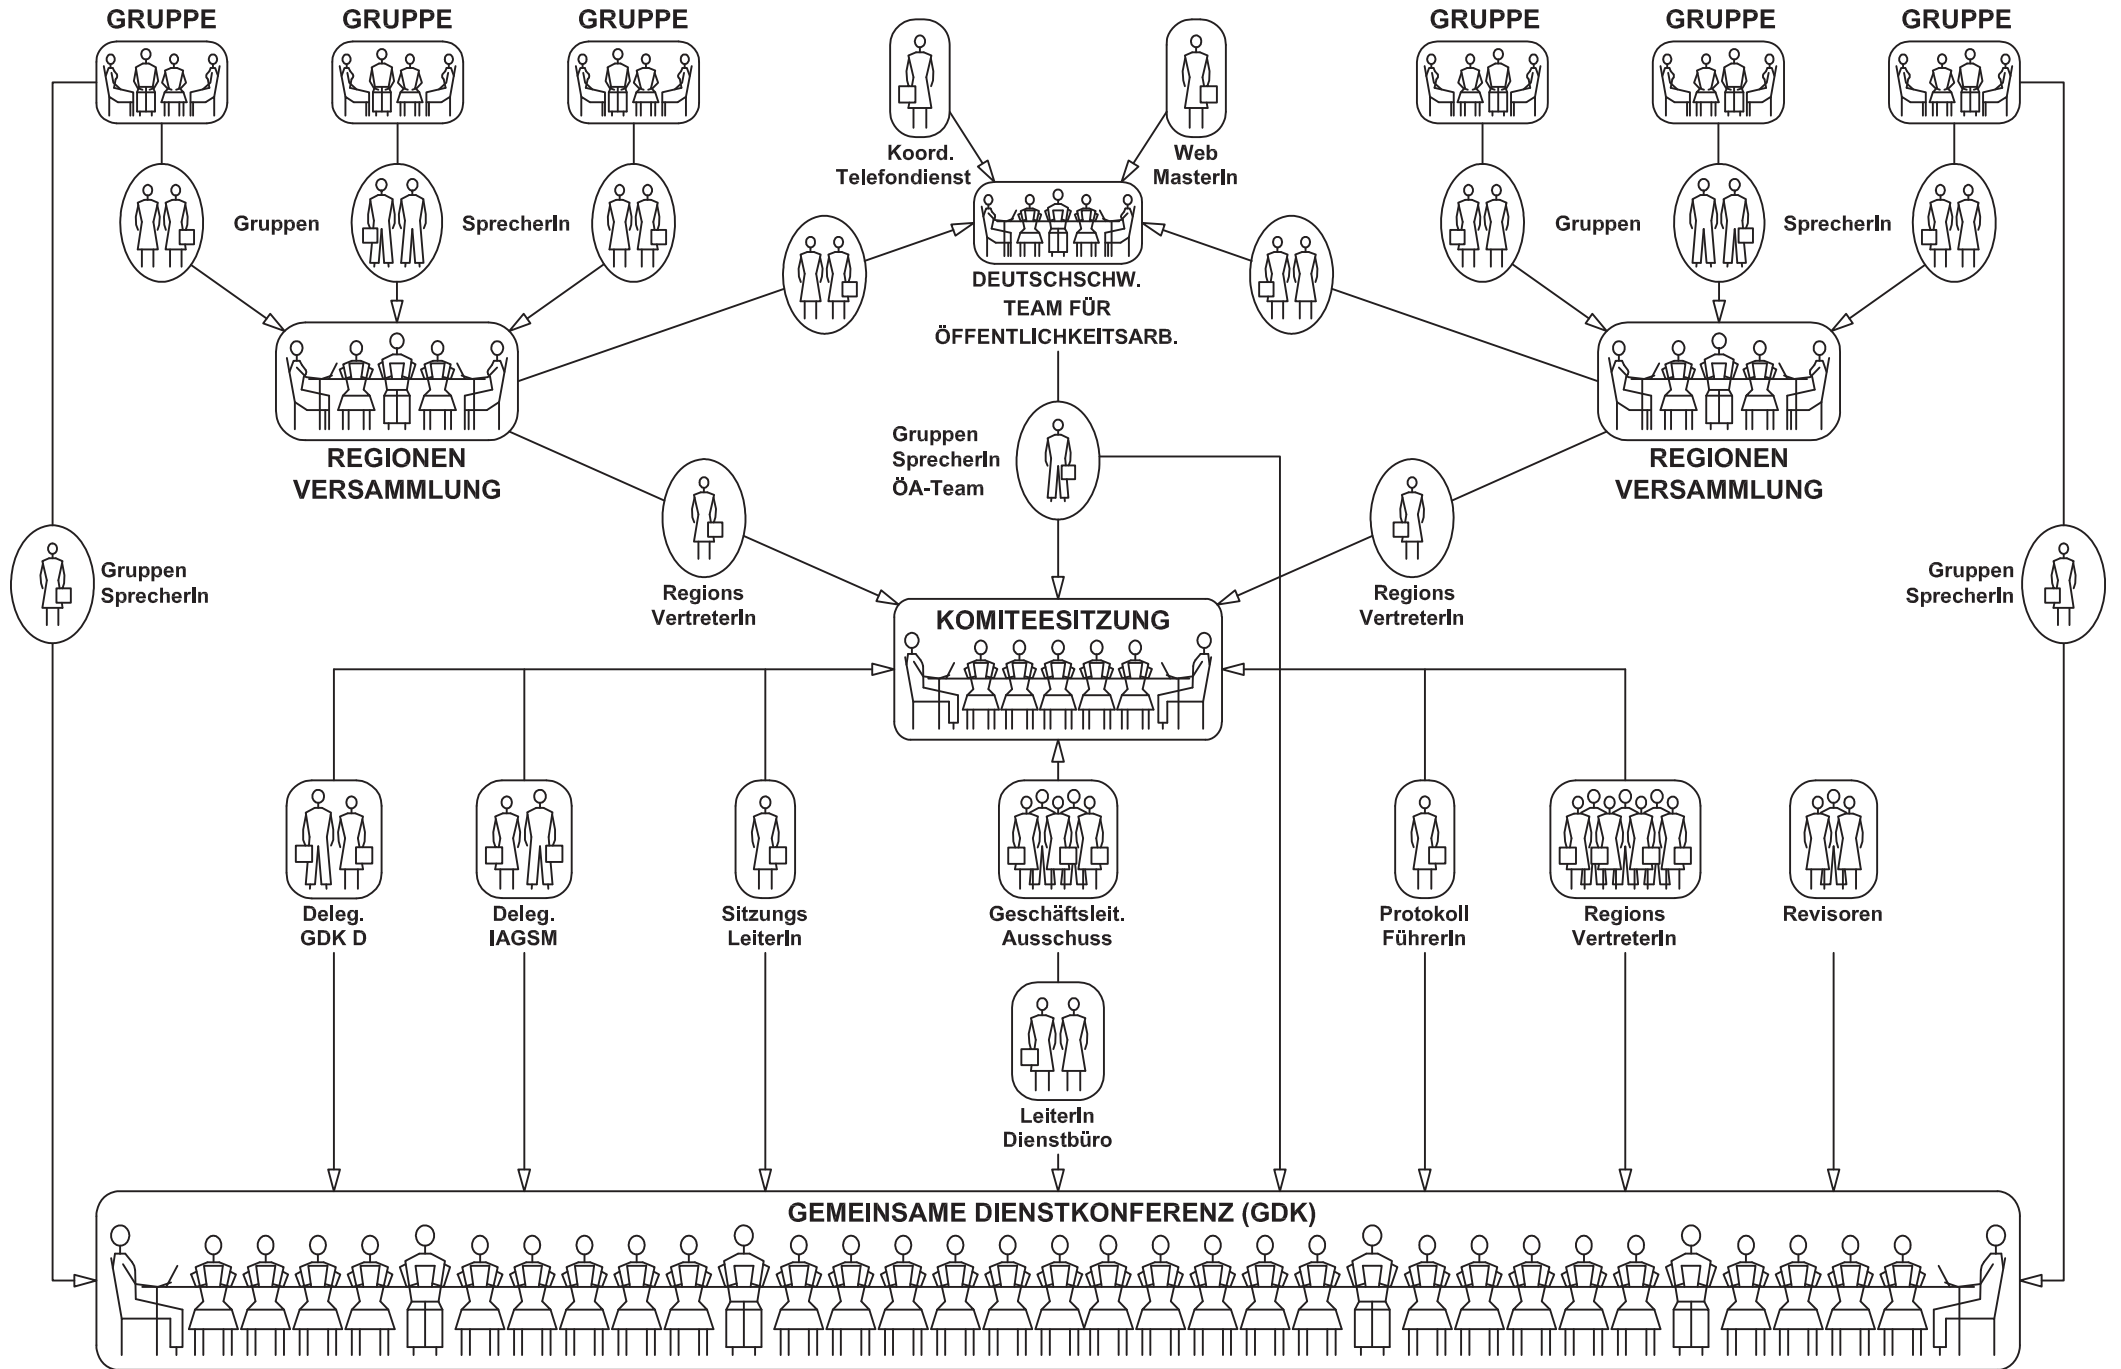 GRUPPE
GRUPPE
GRUPPE
GRUPPE
GRUPPE
GRUPPE
Koord.
Telefondienst
Web
MasterIn
Gruppen
SprecherIn
Gruppen
SprecherIn
DEUTSCHSCHW.
TEAM FÜR
ÖFFENTLICHKEITSARB.
REGIONEN
VERSAMMLUNG
Gruppen
SprecherIn
ÖA-Team
REGIONEN
VERSAMMLUNG
Gruppen
SprecherIn
Regions
VertreterIn
Regions
VertreterIn
Gruppen
SprecherIn
KOMITEESITZUNG
Deleg.
GDK D
Deleg.
IAGSM
Sitzungs
LeiterIn
Geschäftsleit.
Ausschuss
Protokoll
FührerIn
Regions
VertreterIn
Revisoren
LeiterIn
Dienstbüro
GEMEINSAME DIENSTKONFERENZ (GDK)